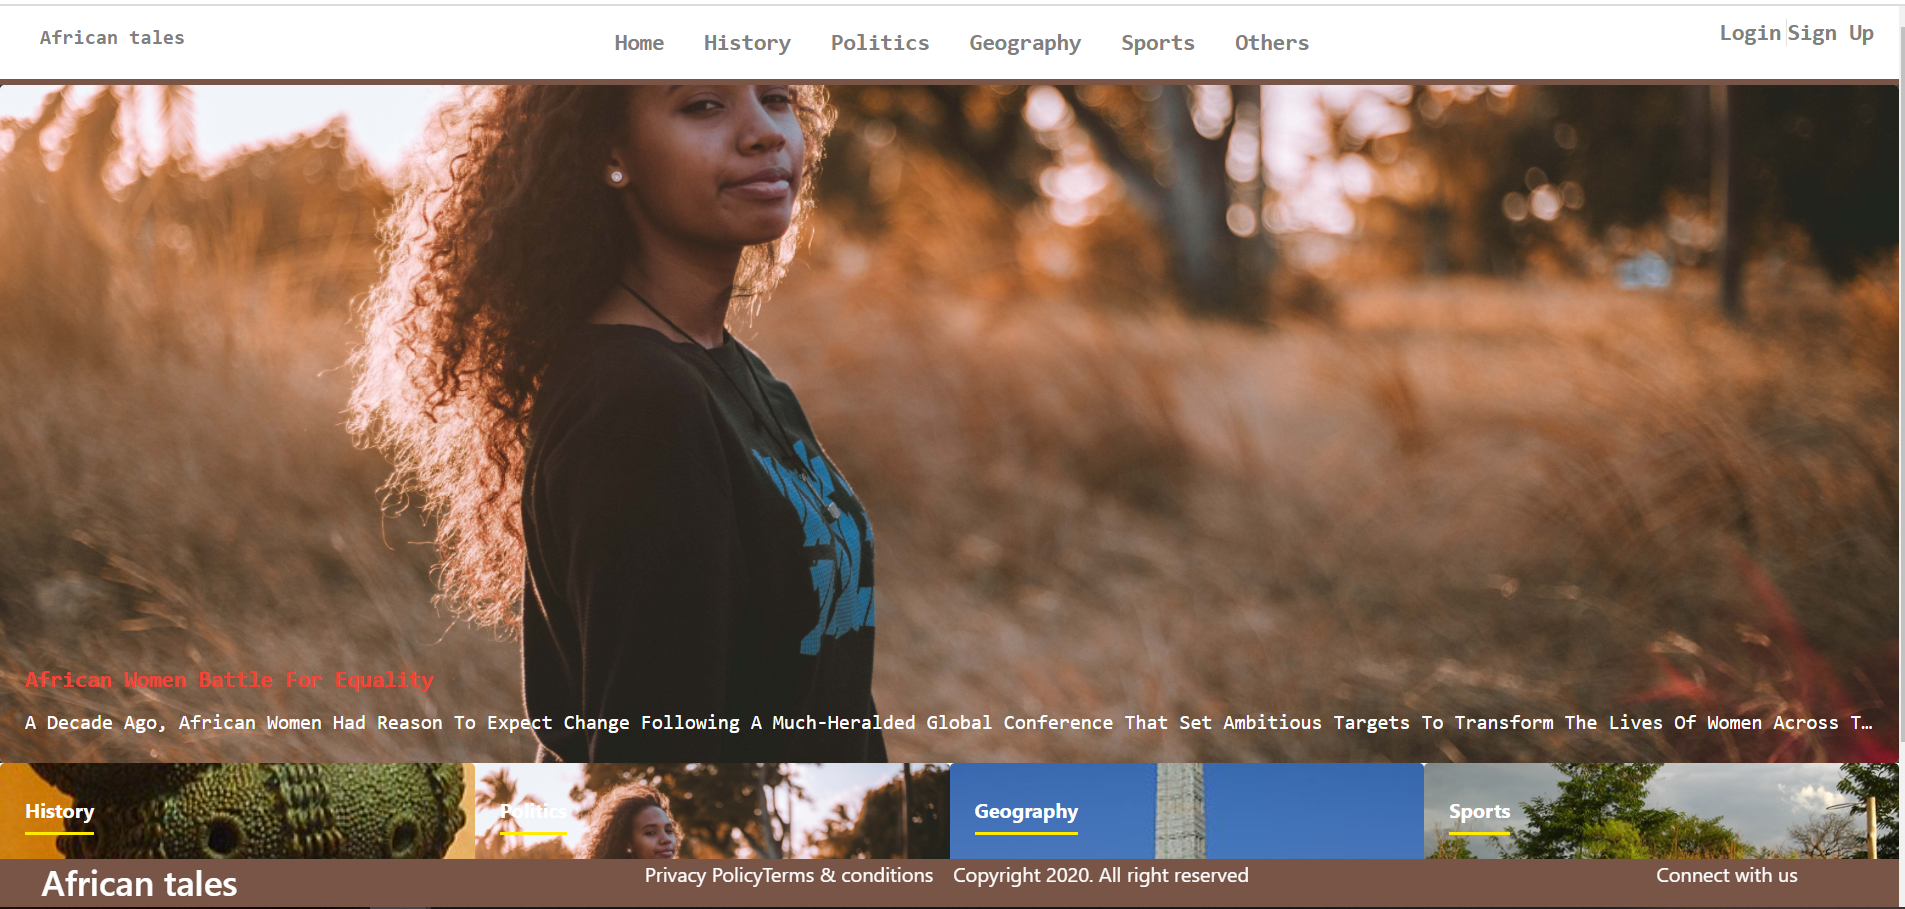 African tales
Home History Politics Geography Sports Others
Login Sign Up
African Women Battle For Equality
A Decade Ago, African Women Had Reason To Expect Change Following A Much-Heralded Global Conference That Set Ambitious Targets To Transform The Lives Of Women Across T…
History
Politics
Geography
Sports
African tales
Privacy PolicyTerms & conditions
Copyright 2020. All right reserved
Connect with us